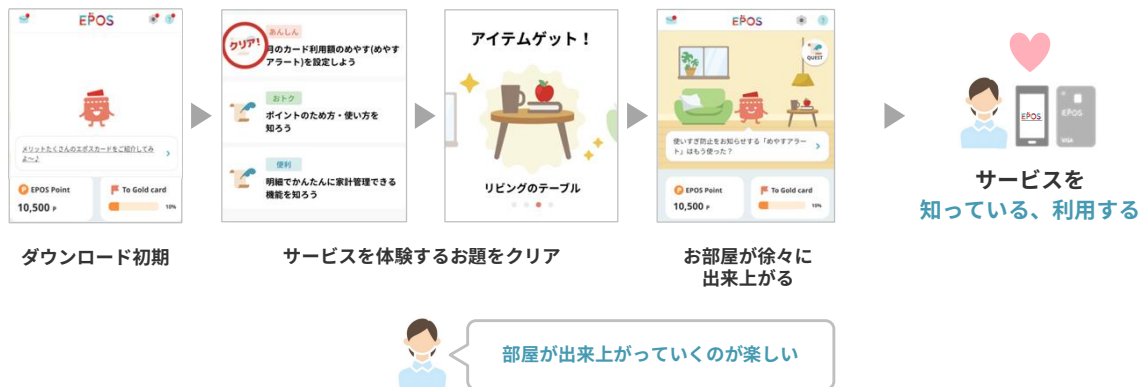 EPOS
メリットたくさんのエポスカードをご紹介してみ
よ〜♪
EPOS Point
To Gold card
10,500 P
10%
ダウンロード初期
クリア!
あんしん
月のカード利用額のめやす(めやす
アラート)を設定しよう
おトク
ポイントのため方・使い方を
知ろう
便利
明細でかんたんに家計管理できる
機能を知ろう
アイテムゲット!
リビングのテーブル
サービスを体験するお題をクリア
EPOS
QUEST
使いすぎ防止をお知らせする「めやすアラー
ト」はもう使った?
EPOS Point
To Gold card
10,500 P
10%
お部屋が徐々に
出来上がる
EPOS
EPOS
VISA
サービスを
知っている、利用する
部屋が出来上がっていくのが楽しい